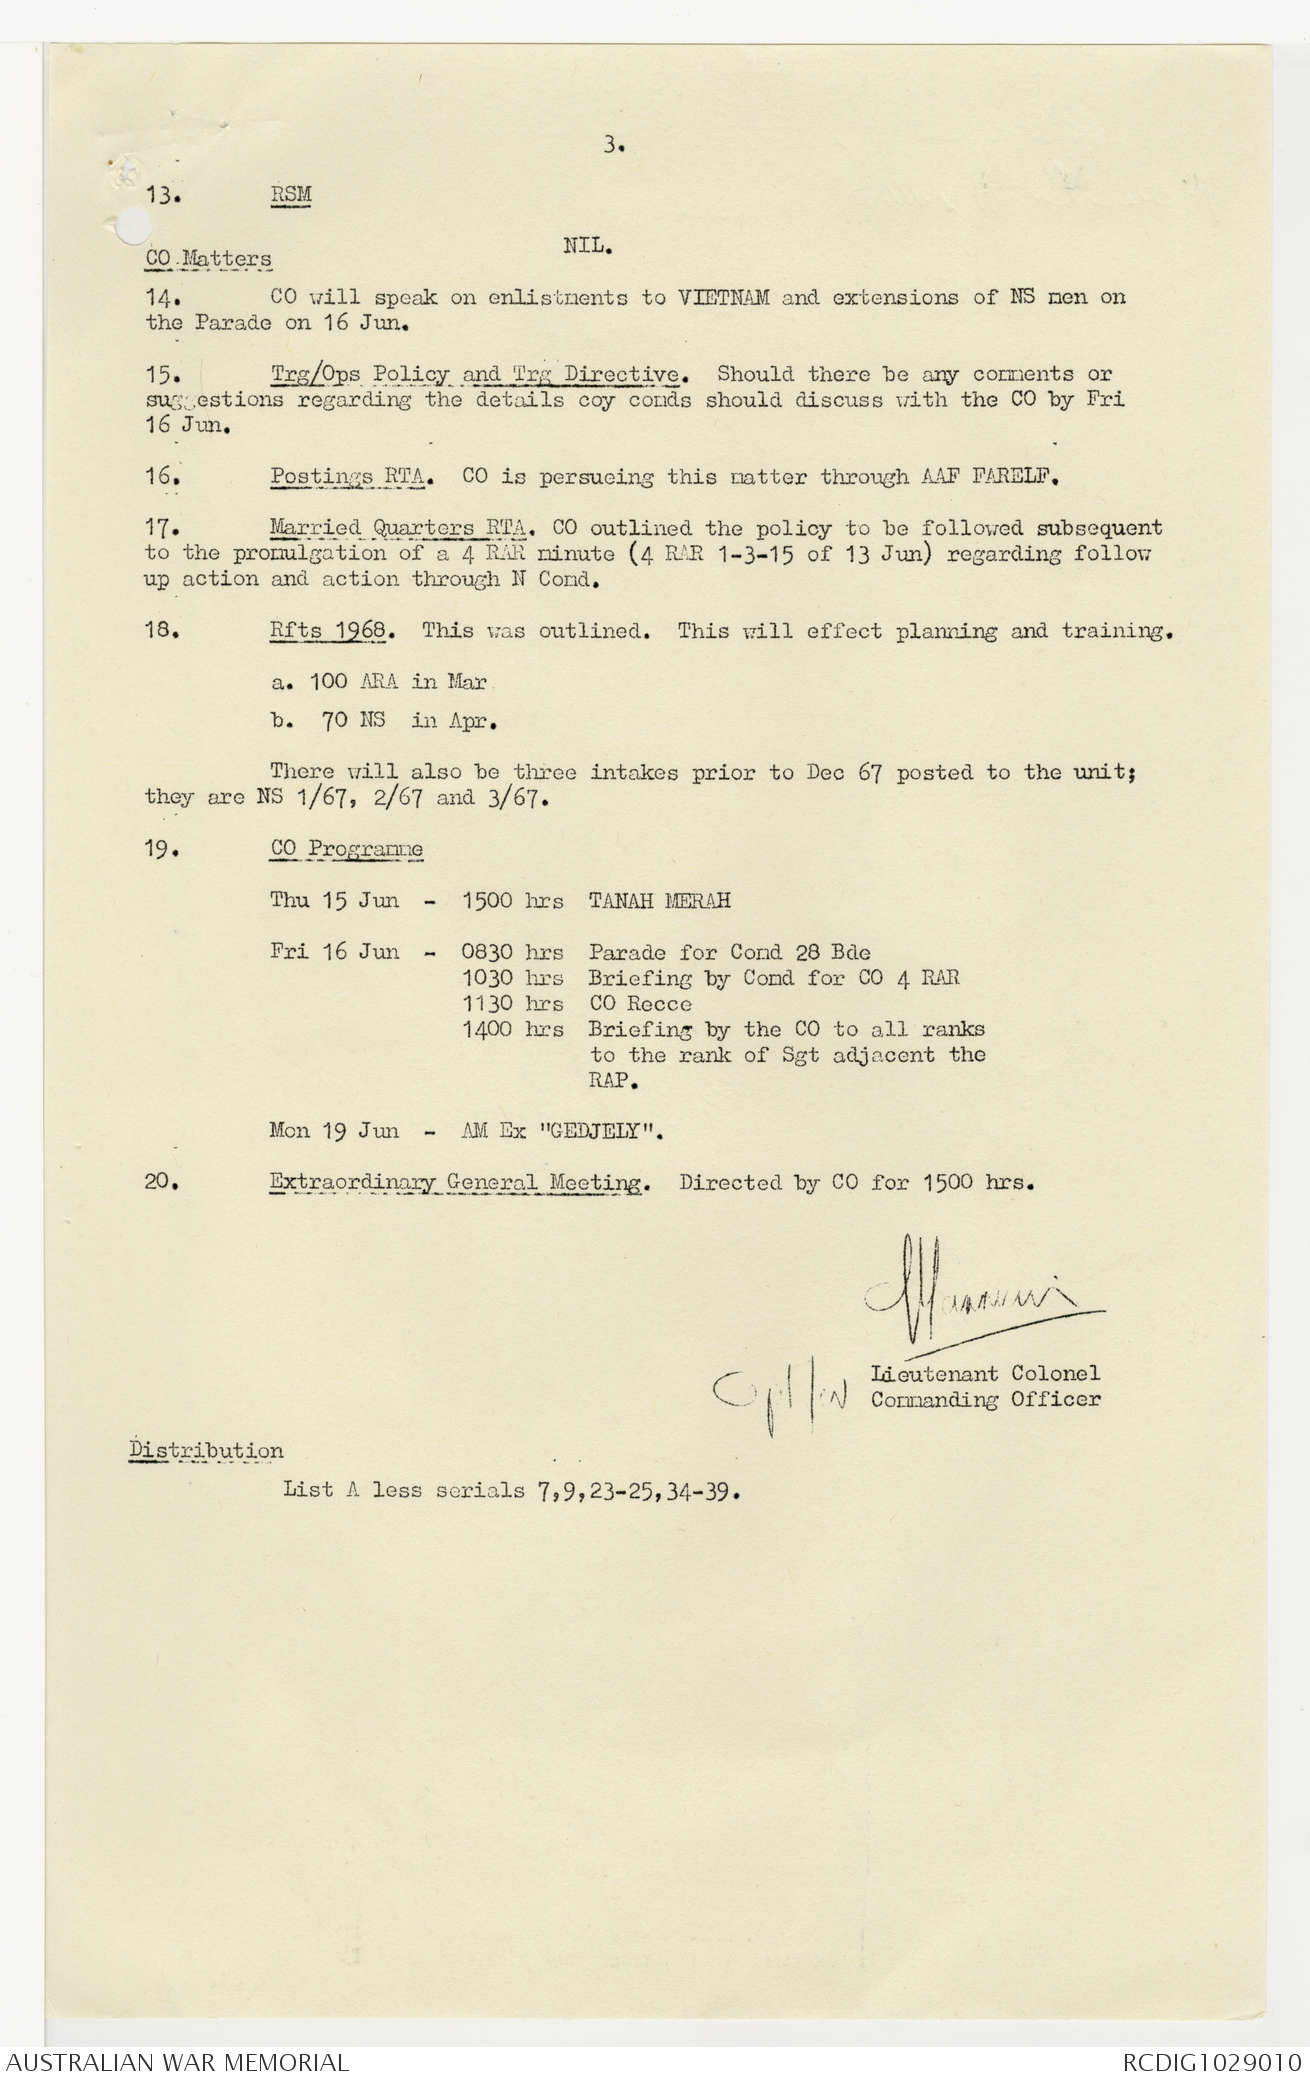 3.
13. RSM
NIL.
CO Matters
14. CO will speak on enlistments to VIETNAM and extensions of NS men on
the Parade on 16 Jun.
15. Trg/Ops Policy and Trg Directive. Should there be any comments or
suggestions regarding the details coy comds should discuss with the CO by Fri
16 Jun.
16. Postings RTA. CO is persueing this matter through AAF FARELF.
17. Married Quarters RTA. CO outlined the policy to be followed subsequent
to the promulgation of a 4 RAR minute (4 RAR 1-3-15 of 13 Jun) regarding follow
up action and action through N Comd.
18. Rfts 1968. This was outlined. This will effect planning and training.
a. 100 ARA in Mar
b. 70 NS in Apr.
There will also be three intakes prior to Dec 67 posted to the unit;
they are NS 1/67, 2/67 and 3/67.
19. CO Programme
Thu 15 Jun - 1500 hrs TANAH MERAH
Fri 16 Jun - 0830 hrs Parade for Comd 28 Bde
1030 hrs Briefing by Comd for CO 4 RAR
1130 hrs CO Recce
1400 hrs Briefing by the CO to all ranks
to the rank of Sgt adjacent the
RAP.
Mon 19 Jun - AM Ex "GEDJELY".
20. Extraordinary General Meeting. Directed by CO for 1500 hrs.
Lieutenant Colonel
Commanding Officer
Distribution
List A less serials 7,9,23-25,34-39.
AUSTRALIAN WAR MEMORIAL RCDIG1029010